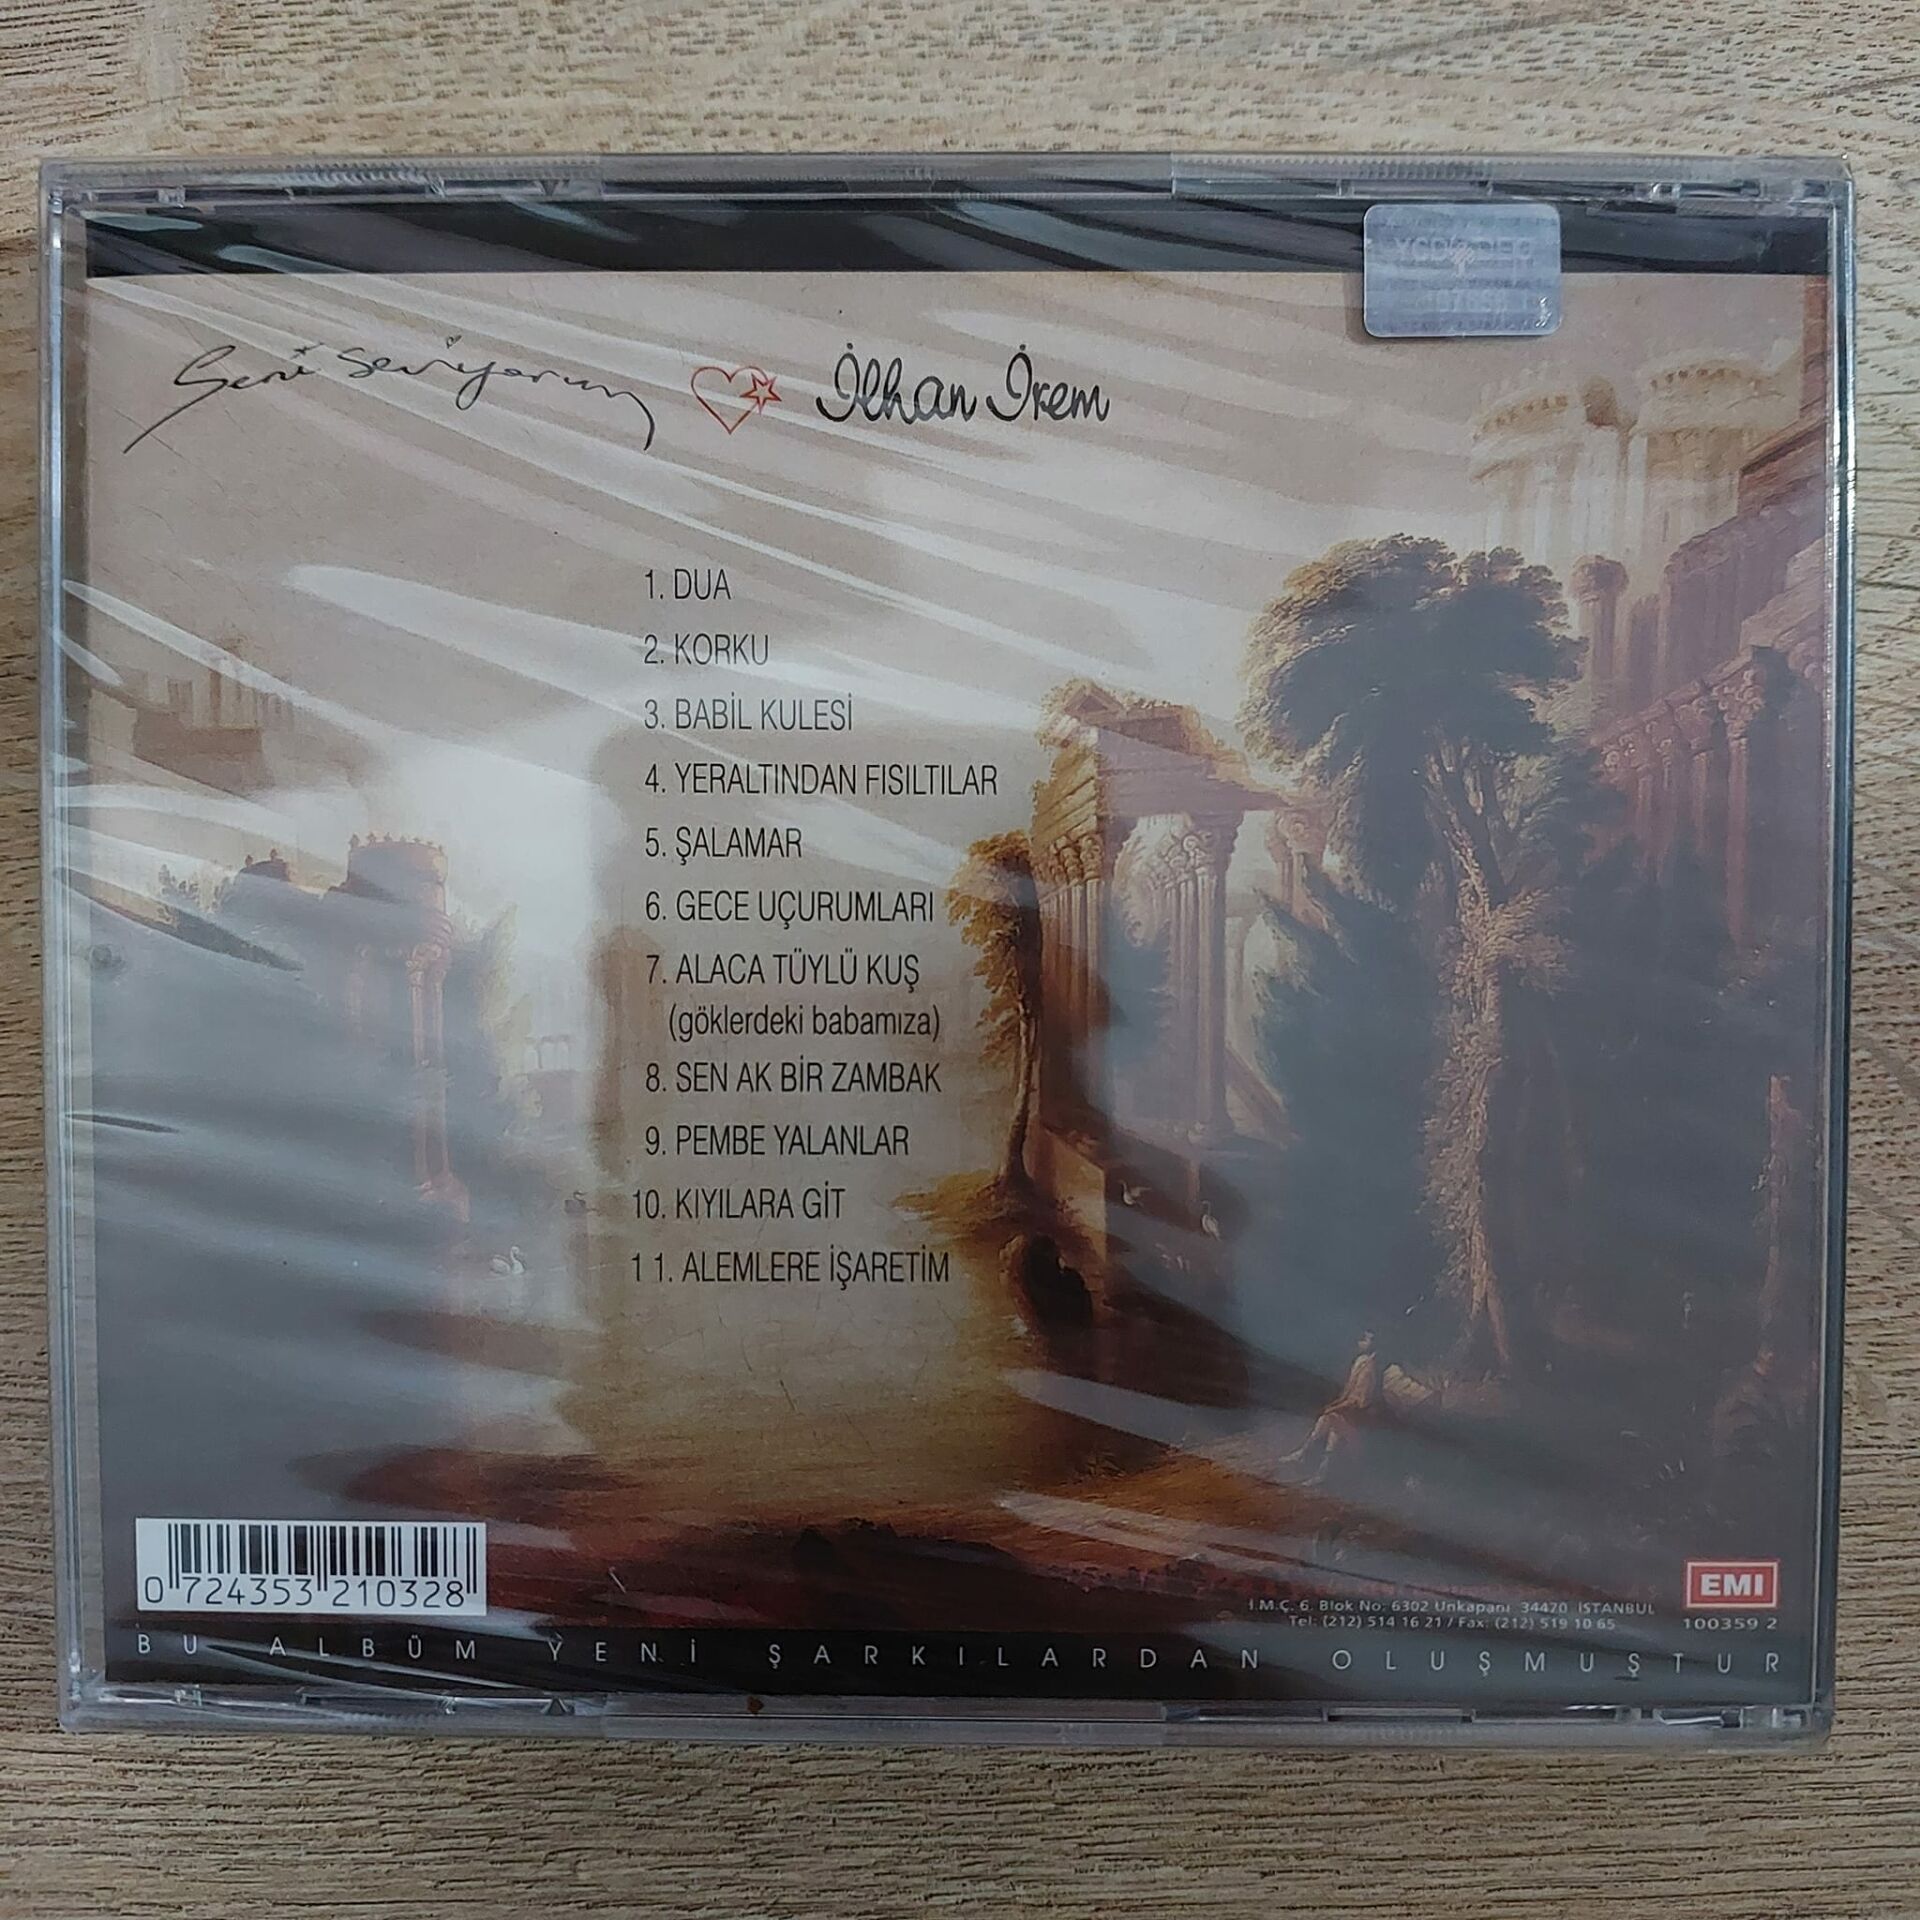 Seni Seviyorum İlhan İrem
1. DUA
2. KORKU
3. BABİL KULESİ
4. YERALTINDAN FISILTILAR
5. ŞALAMAR
6. GECE UÇURUMLARI
7. ALACA TÜYLÜ KUŞ
(göklerdeki babamıza)
8. SEN AK BİR ZAMBAK
9. PEMBE YALANLAR
10. KIYILARA GİT
1 1. ALEMLERE İŞARETİM
0 724353 210328
EMI
İ.M.Ç. 6. Blok No: 6302 Unkapanı 34470 İSTANBUL
Tel: (212) 514 16 21 / Fax: (212) 519 10 65
100359 2
BU ALBÜM YENİ ŞARKILARDAN OLUŞMUŞTUR